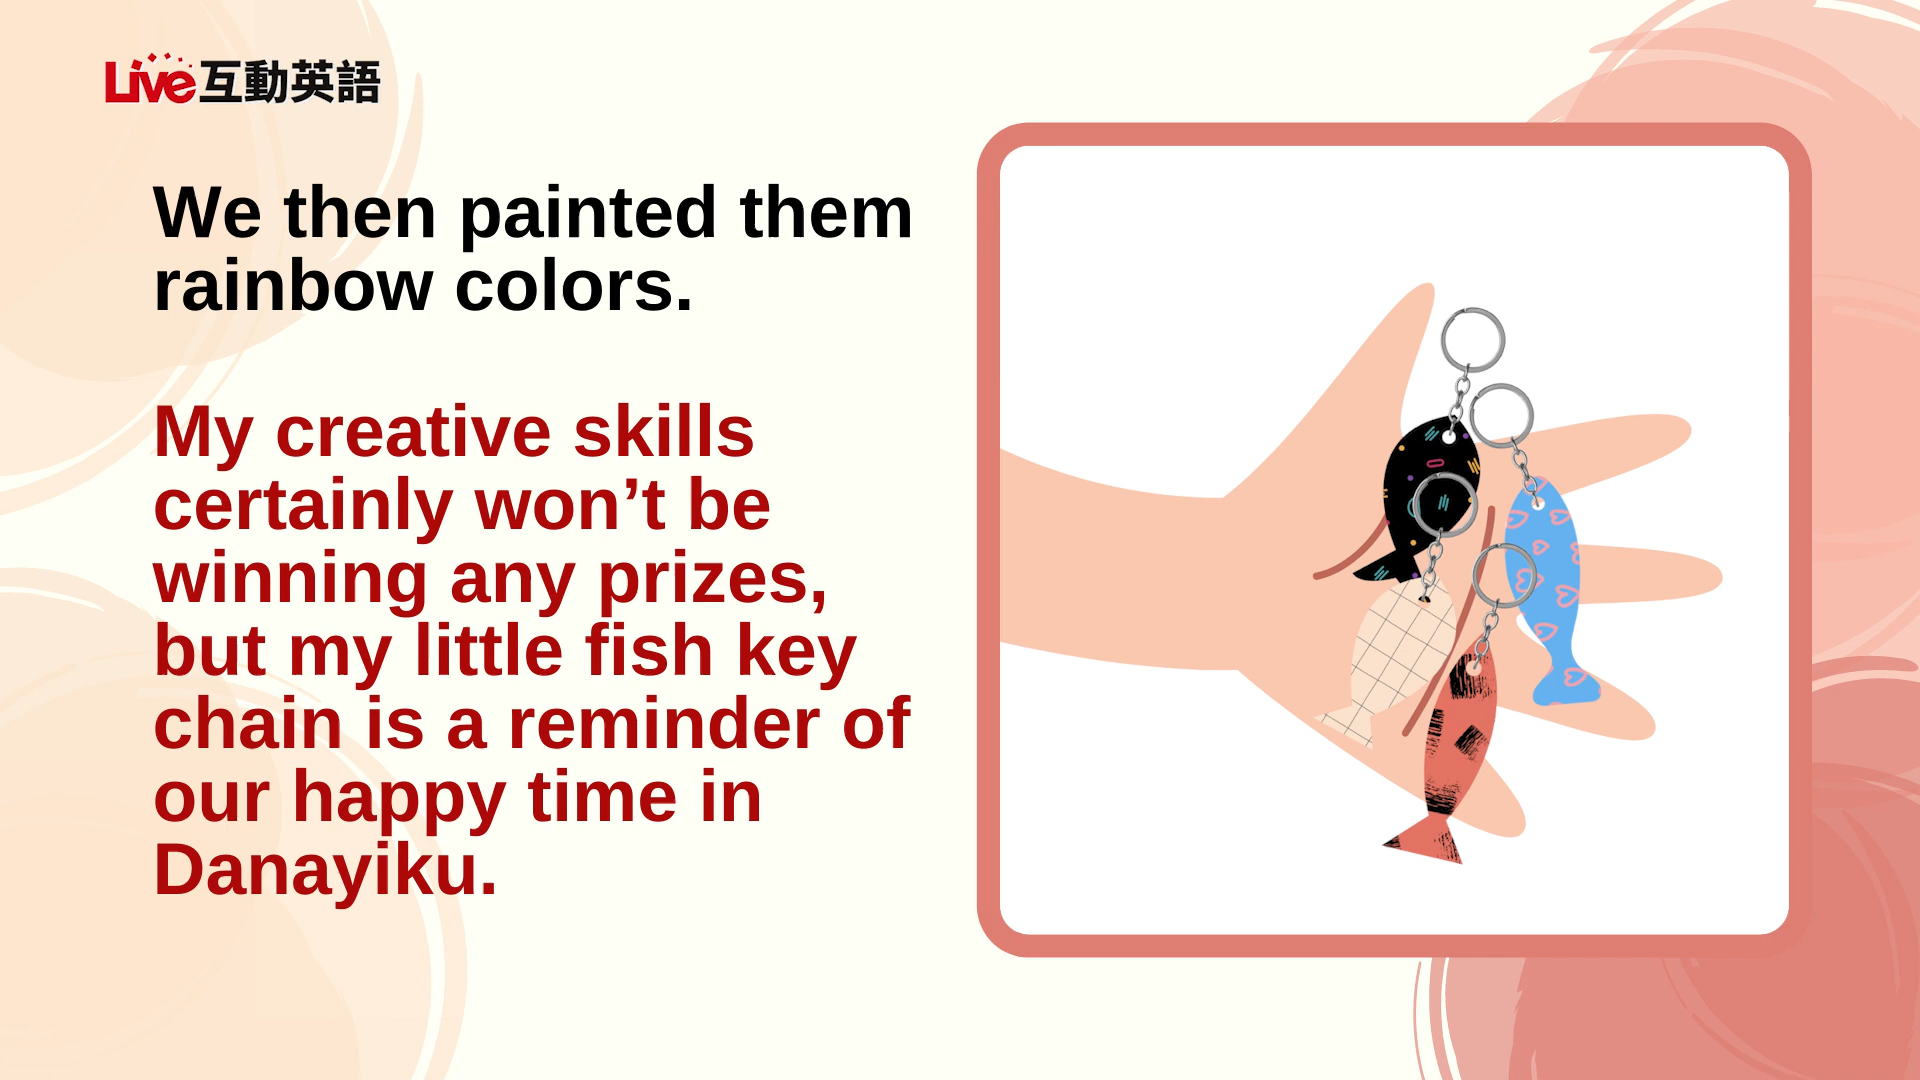 Live互動英語
We then painted them
rainbow colors.
My creative skills
certainly won’t be
winning any prizes,
but my little fish key
chain is a reminder of
our happy time in
Danayiku.